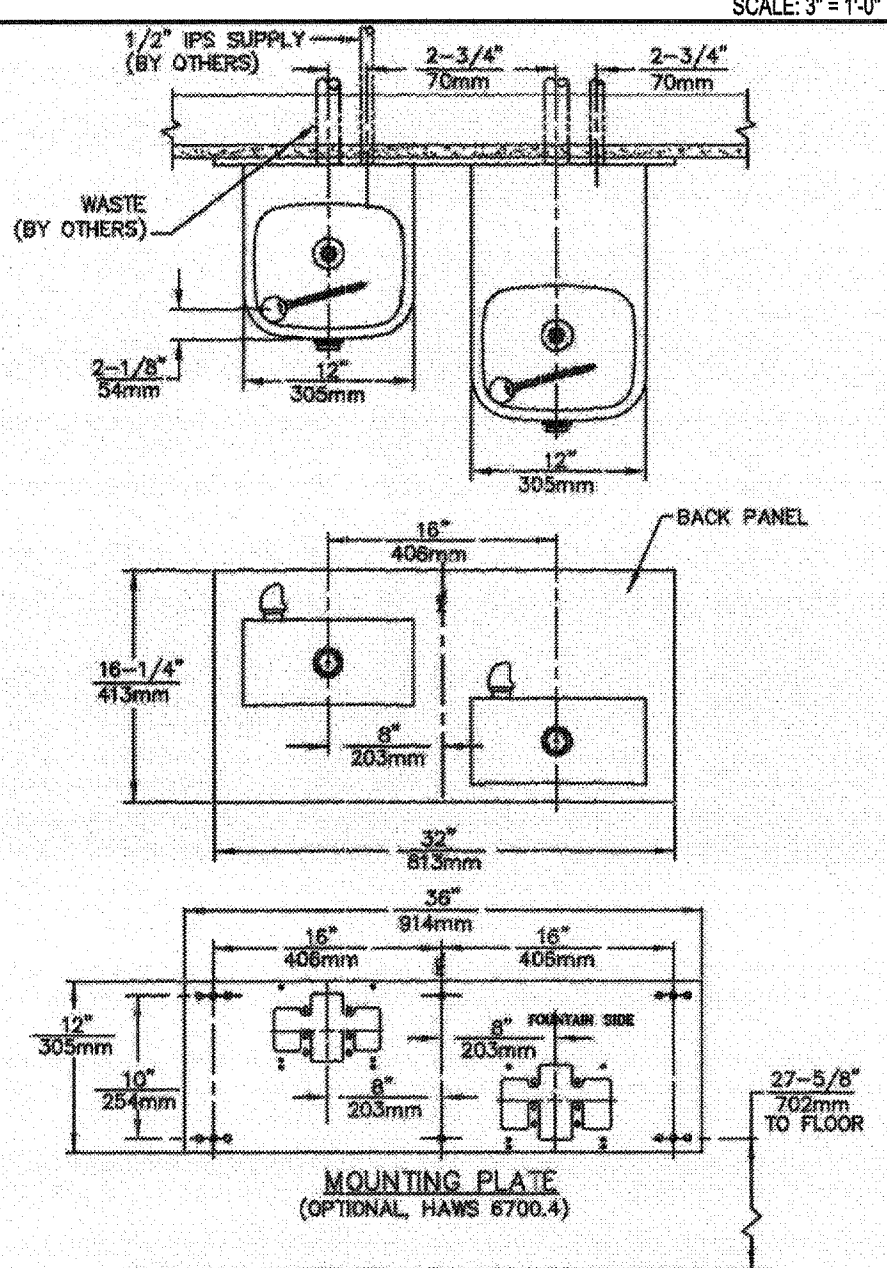 SCALE: 3" = 1'-0"
1/2" IPS SUPPLY
(BY OTHERS)
2-3/4"
70mm
2-3/4"
70mm
WASTE
(BY OTHERS)
2-1/8"
54mm
12"
305mm
12"
305mm
16"
406mm
BACK PANEL
16-1/4"
413mm
8"
203mm
32"
813mm
36"
914mm
16"
406mm
16"
406mm
12"
305mm
10"
254mm
8"
203mm
FOUNTAIN SIDE
8"
203mm
27-5/8"
702mm
TO FLOOR
MOUNTING PLATE
(OPTIONAL, HAWS 6700.4)